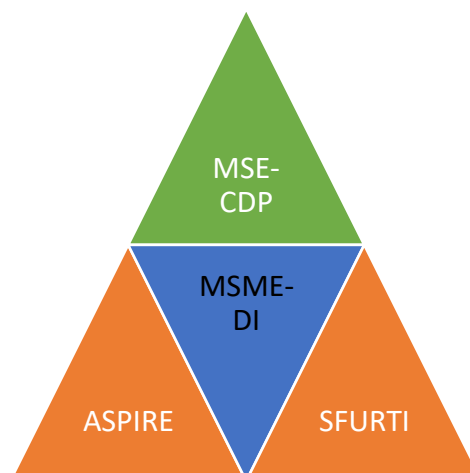 MSE-
CDP
MSME-
DI
ASPIRE
SFURTI